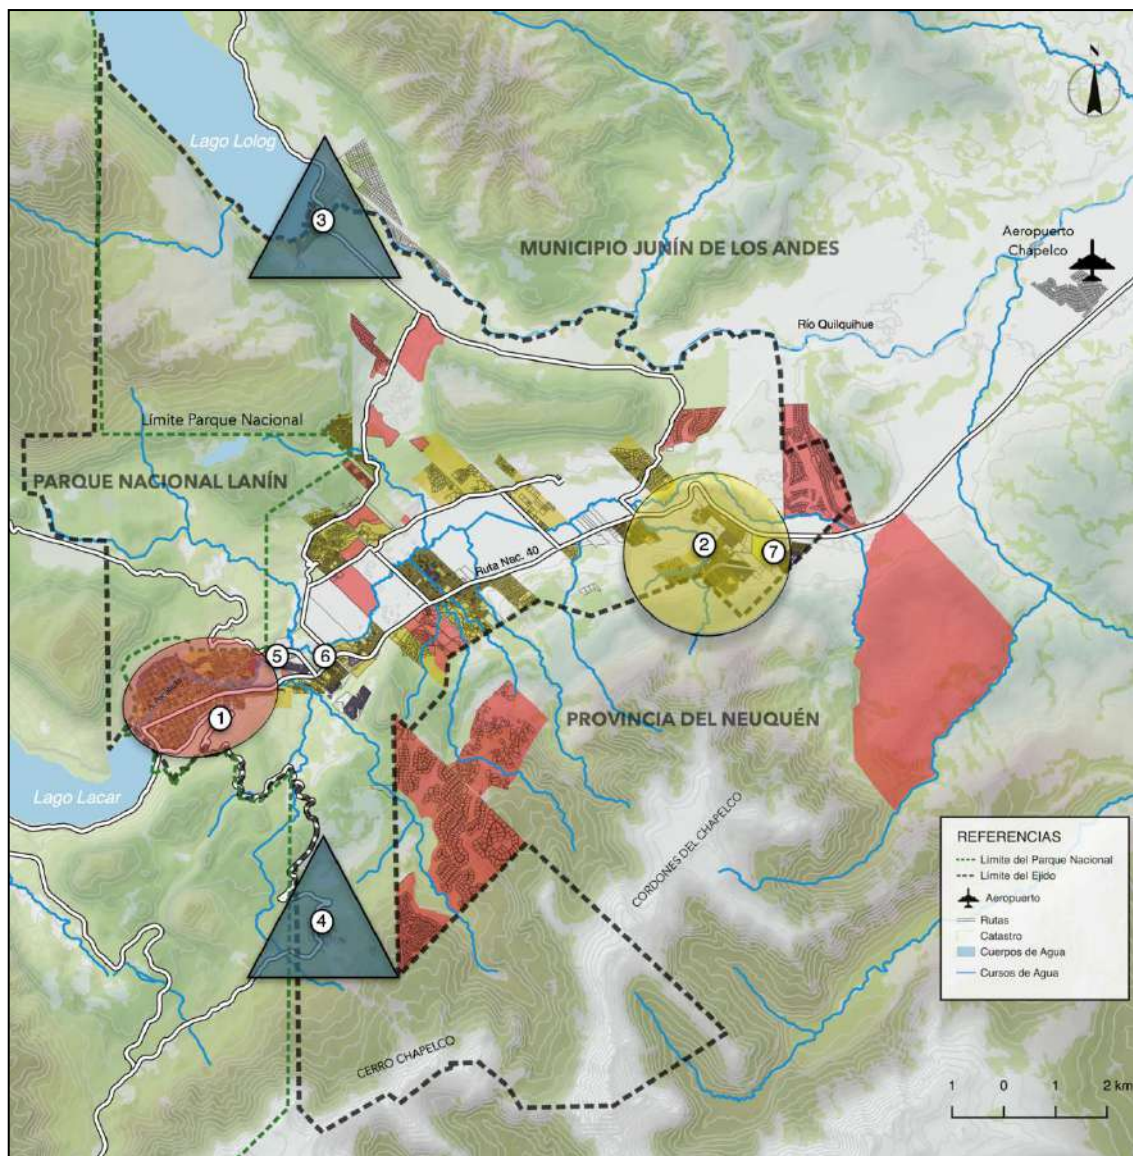 N
Lago Lolog
3
MUNICIPIO JUNÍN DE LOS ANDES
Aeropuerto
Chapelco
Río Quilquihue
Límite Parque Nacional
PARQUE NACIONAL LANÍN
2
7
Ruta Nac. 40
5
6
1
PROVINCIA DEL NEUQUÉN
Lago Lacar
CORDONES DEL CHAPELCO
4
CERRO CHAPELCO
REFERENCIAS
Límite del Parque Nacional
Límite del Ejido
Aeropuerto
Rutas
Catastro
Cuerpos de Agua
Cursos de Agua
1 0 1 2 km